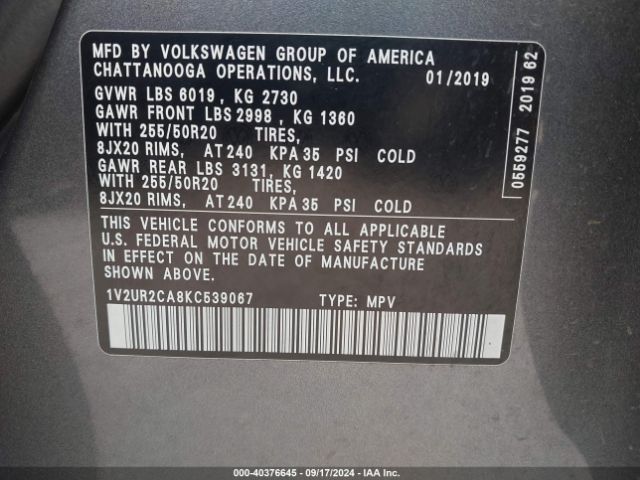 MFD BY VOLKSWAGEN GROUP OF AMERICA
CHATTANOOGA OPERATIONS, LLC. 01/2019
GVWR LBS 6019 , KG 2730
GAWR FRONT LBS 2998 , KG 1360
WITH 255/50R20 TIRES,
8JX20 RIMS, AT 240 KPA 35 PSI COLD
GAWR REAR LBS 3131, KG 1420
WITH 255/50R20 TIRES,
8JX20 RIMS, AT 240 KPA 35 PSI COLD
THIS VEHICLE CONFORMS TO ALL APPLICABLE
U.S. FEDERAL MOTOR VEHICLE SAFETY STANDARDS
IN EFFECT ON THE DATE OF MANUFACTURE
SHOWN ABOVE.
1V2UR2CA8KC539067 TYPE: MPV
0559277 2019 62
000-40376645 - 09/17/2024 - IAA Inc.